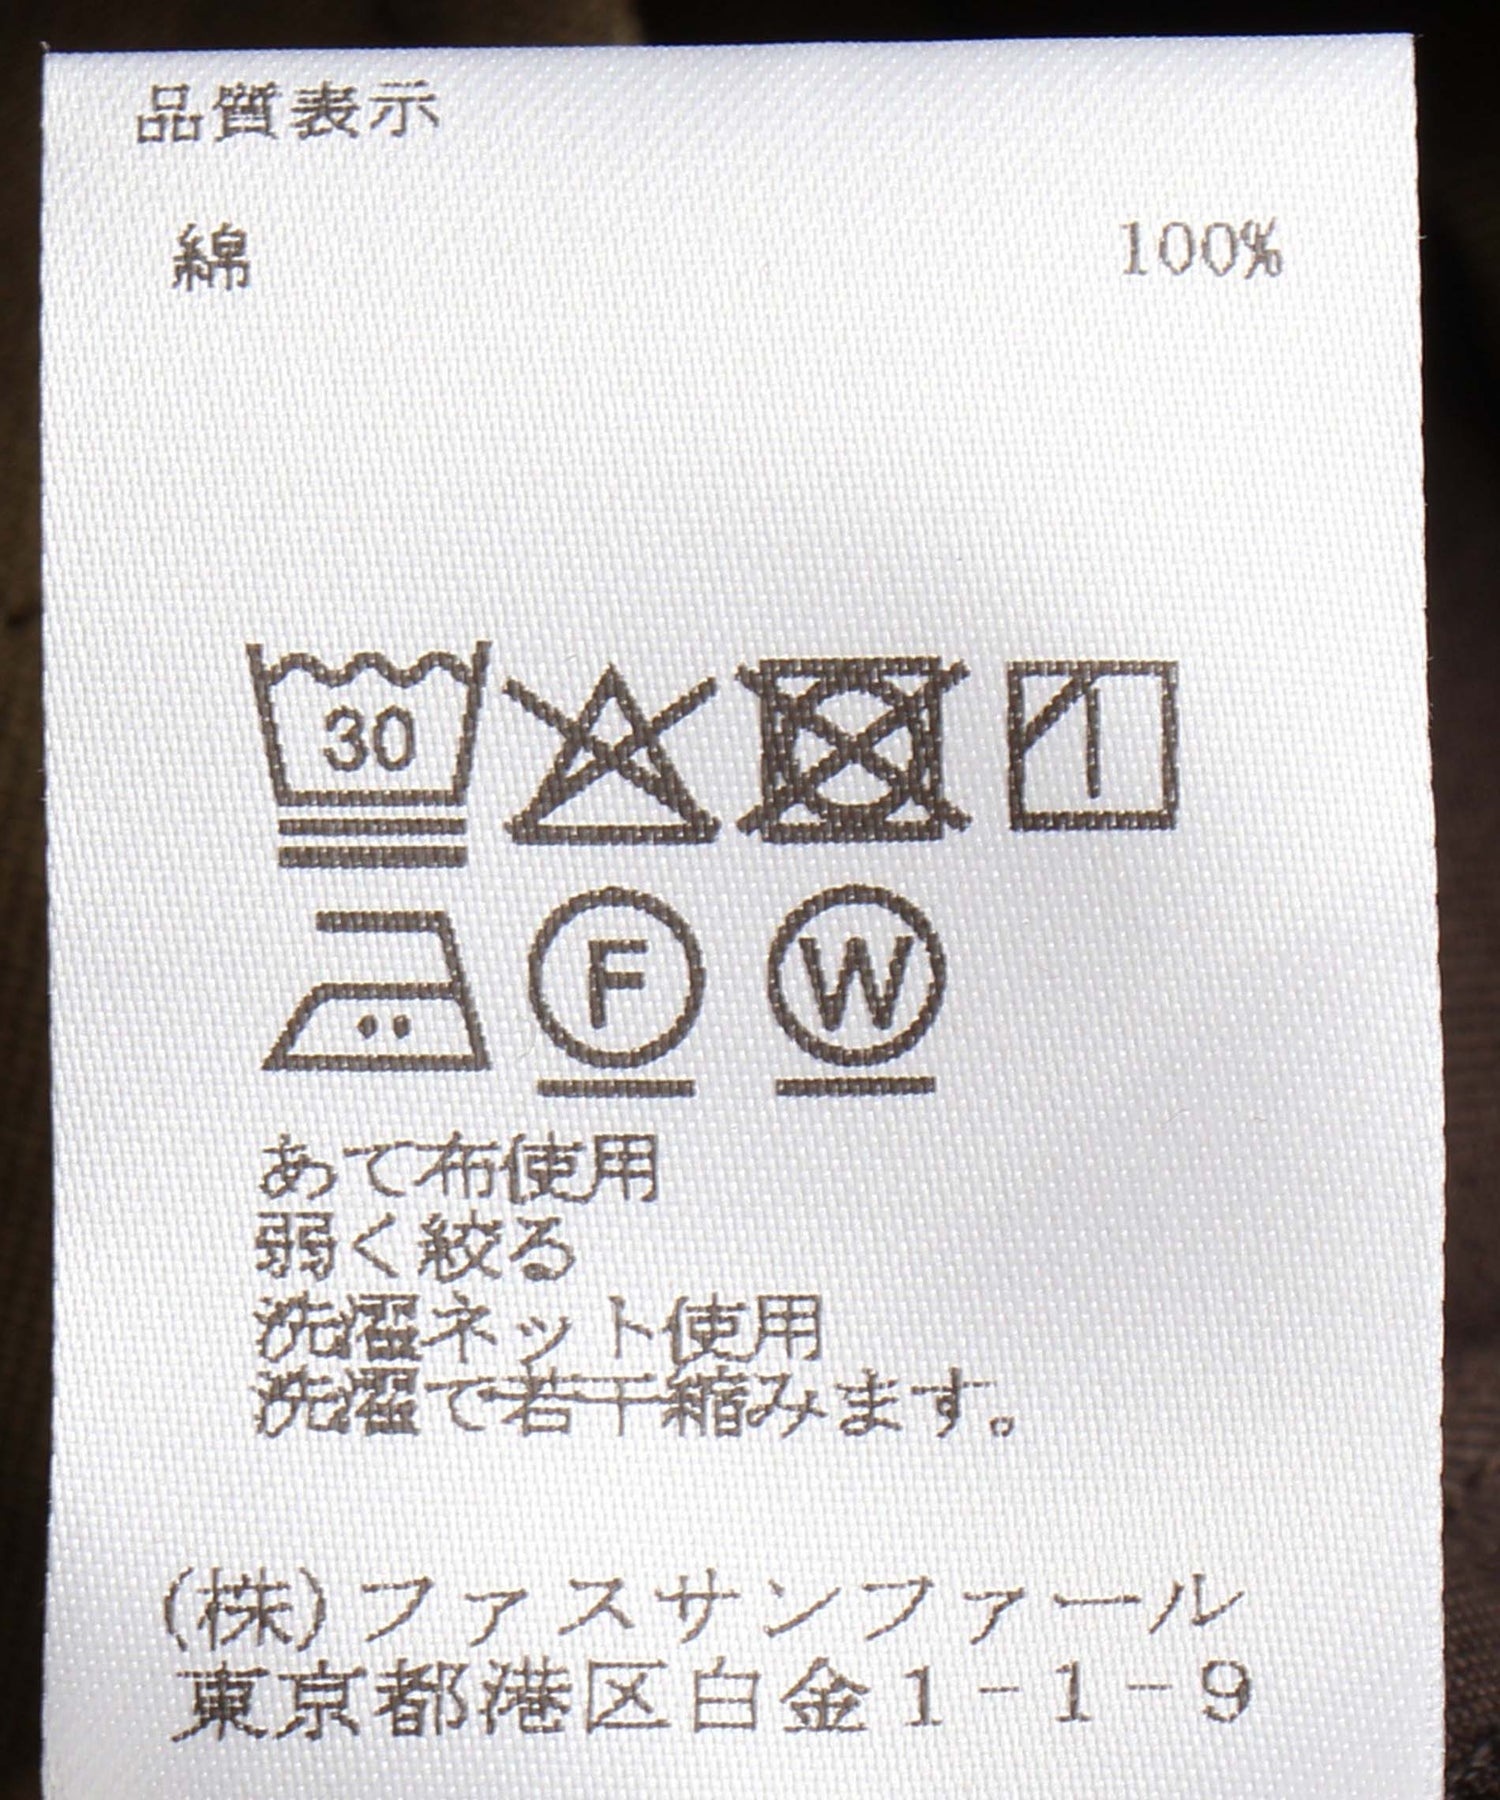 品質表示
綿 100%
30
F W
あて布使用
弱く絞る
洗濯ネット使用
洗濯で若干縮みます。
(株)ファスサンファール
東京都港区白金1-1-9